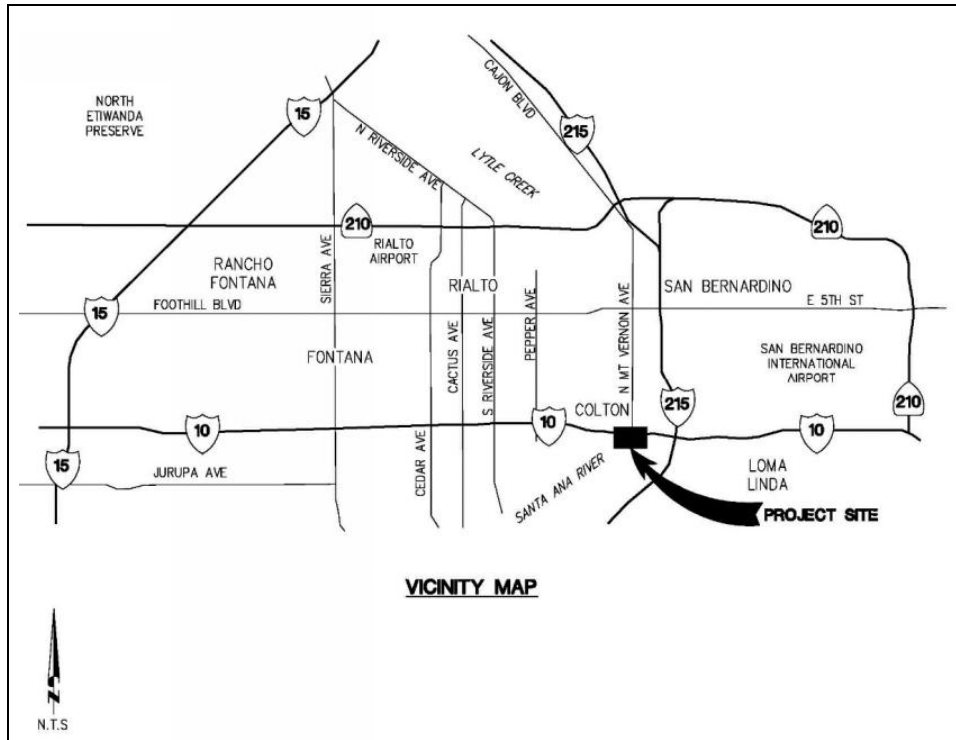 CAJON BLVD
15
NORTH
ETIWANDA
PRESERVE
215
N RIVERSIDE AVE
LYTLE CREEK
210
210
RIALTO
AIRPORT
RANCHO
FONTANA
SIERRA AVE
RIALTO
SAN BERNARDINO
FOOTHILL BLVD
E 5TH ST
15
PEPPER AVE
N MT VERNON AVE
CACTUS AVE
S RIVERSIDE AVE
FONTANA
SAN BERNARDINO
INTERNATIONAL
AIRPORT
COLTON
215
210
10
10
10
CEDAR AVE
15
JURUPA AVE
SANTA ANA RIVER
LOMA
LINDA
PROJECT SITE
VICINITY MAP
N
N.T.S